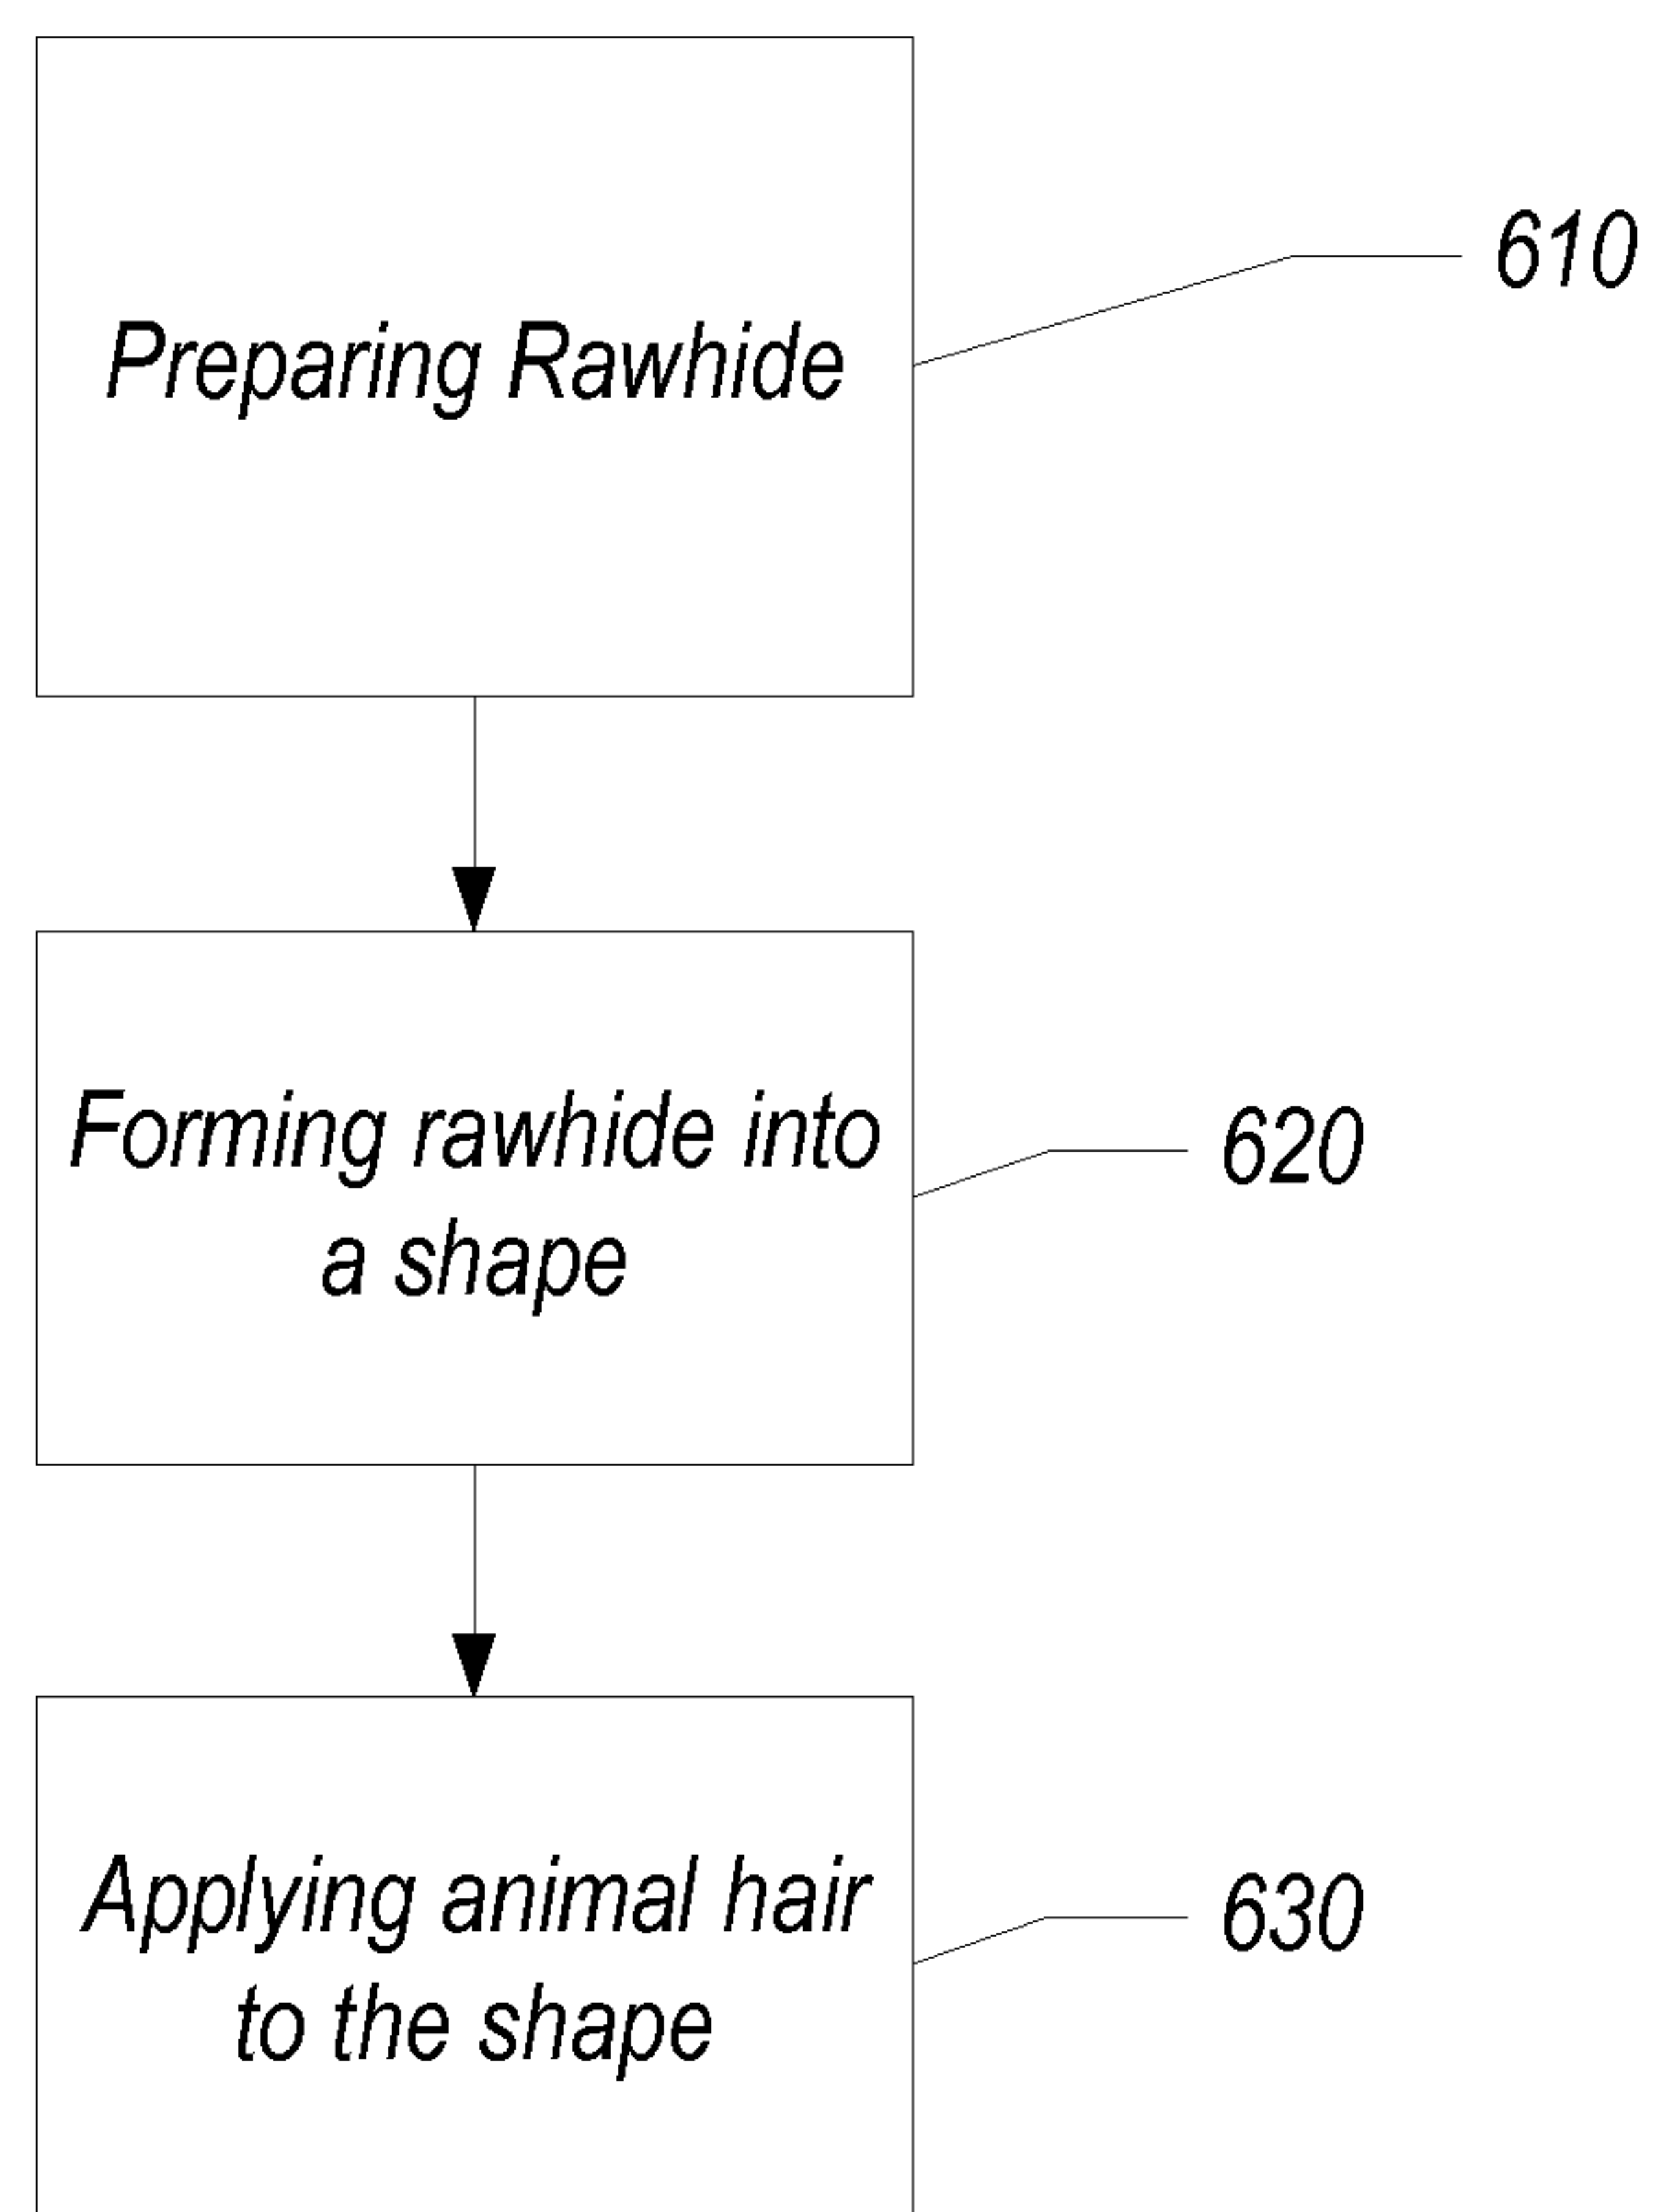 Preparing Rawhide
610
Forming rawhide into
a shape
620
Applying animal hair
to the shape
630